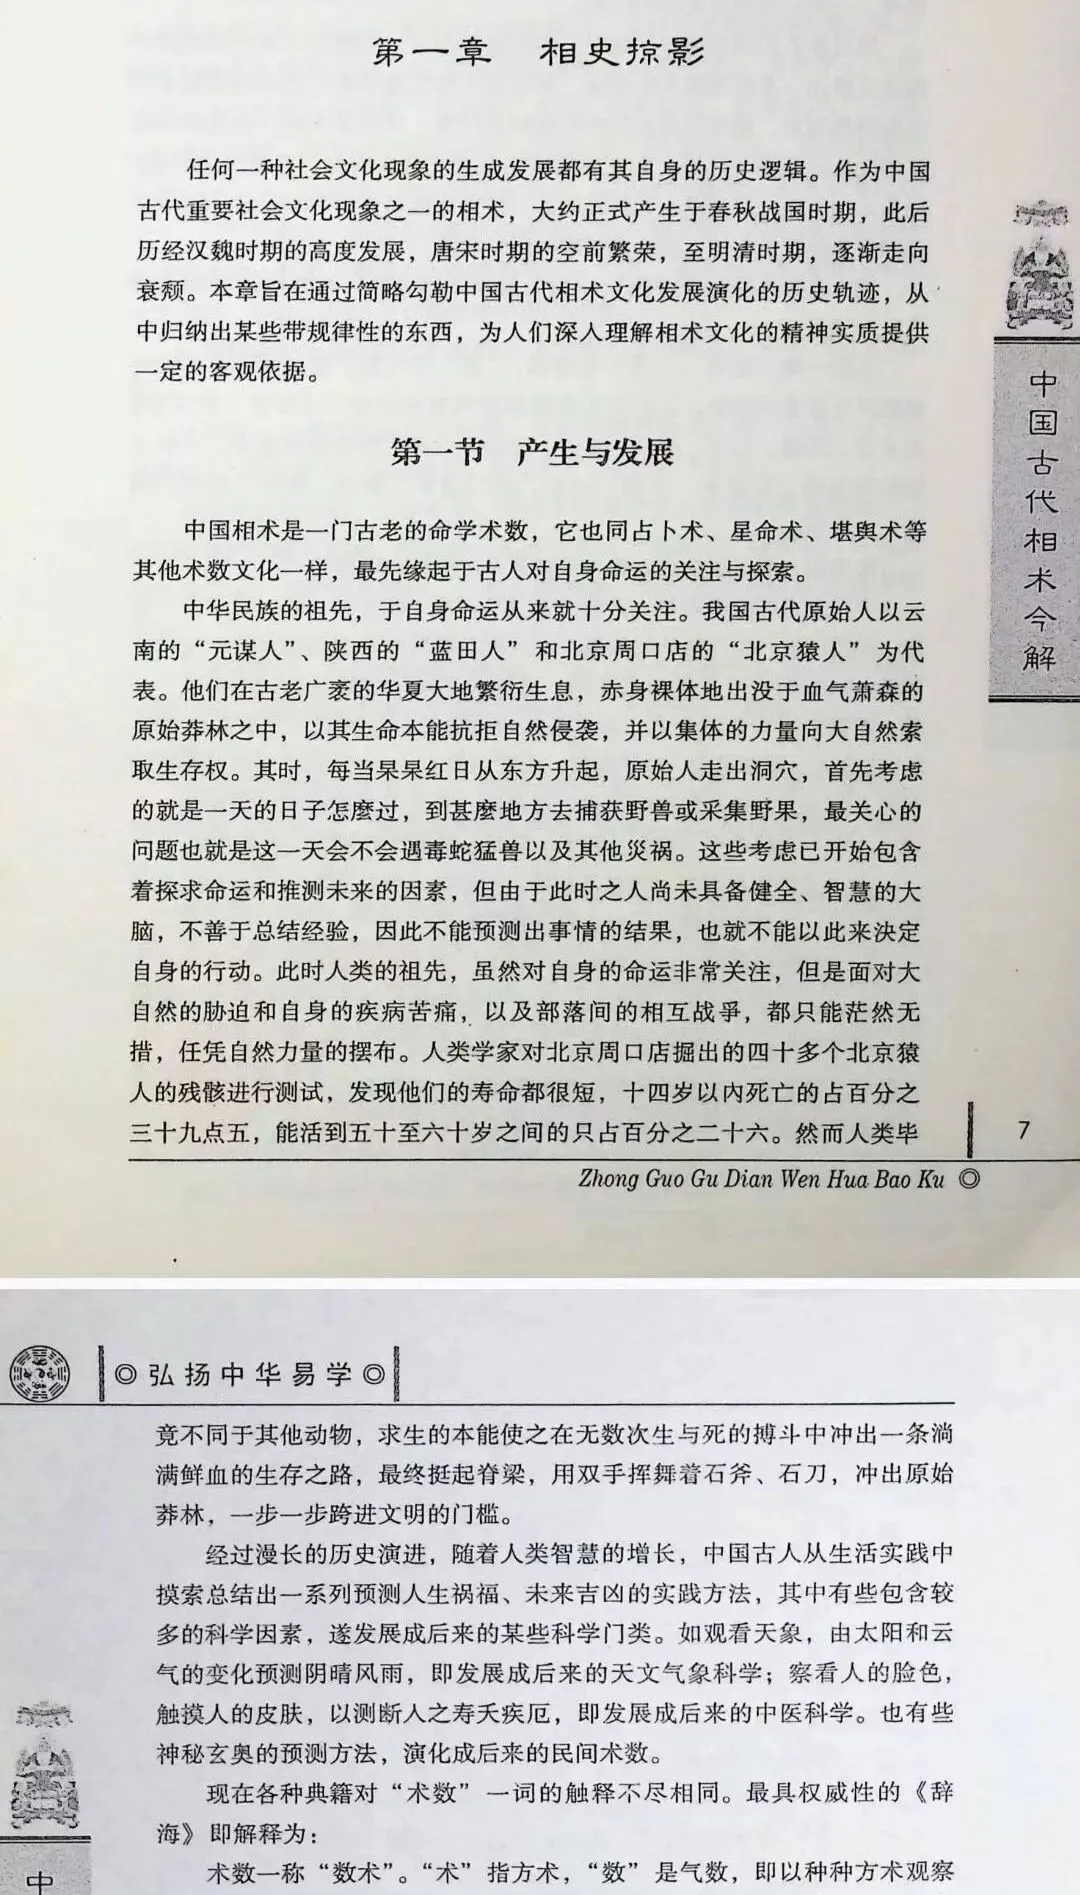 第一章 相史掠影
任何一种社会文化现象的生成发展都有其自身的历史逻辑。作为中国
古代重要社会文化现象之一的相术，大约正式产生于春秋战国时期，此后
历经汉魏时期的高度发展，唐宋时期的空前繁荣，至明清时期，逐渐走向
衰颓。本章旨在通过简略勾勒中国古代相术文化发展演化的历史轨迹，从
中归纳出某些带规律性的东西，为人们深入理解相术文化的精神实质提供
一定的客观依据。
第一节 产生与发展
中国相术是一门古老的命学术数，它也同占卜术、星命术、堪舆术等
其他术数文化一样，最先缘起于古人对自身命运的关注与探索。
中华民族的祖先，于自身命运从来就十分关注。我国古代原始人以云
南的“元谋人”、陕西的“蓝田人”和北京周口店的“北京猿人”为代
表。他们在古老广袤的华夏大地繁衍生息，赤身裸体地出没于血气萧森的
原始莽林之中，以其生命本能抗拒自然侵袭，并以集体的力量向大自然索
取生存权。其时，每当杲杲红日从东方升起，原始人走出洞穴，首先考虑
的就是一天的日子怎麼过，到甚麼地方去捕获野兽或采集野果，最关心的
问题也就是这一天会不会遇毒蛇猛兽以及其他災祸。这些考虑已开始包含
着探求命运和推测未来的因素，但由于此时之人尚未具备健全、智慧的大
脑，不善于总结经验，因此不能预测出事情的结果，也就不能以此来決定
自身的行动。此时人类的祖先，虽然对自身的命运非常关注，但是面对大
自然的胁迫和自身的疾病苦痛，以及部落间的相互战爭，都只能茫然无
措，任凭自然力量的摆布。人类学家对北京周口店掘出的四十多个北京猿
人的残骸进行测试，发现他们的寿命都很短，十四岁以内死亡的占百分之
三十九点五，能活到五十至六十岁之间的只占百分之二十六。然而人类毕
中国古代相术今解
7
Zhong Guo Gu Dian Wen Hua Bao Ku ◎
◎弘扬中华易学◎
竟不同于其他动物，求生的本能使之在无数次生与死的搏斗中冲出一条淌
满鲜血的生存之路，最终挺起脊梁，用双手挥舞着石斧、石刀，冲出原始
莽林，一步一步跨进文明的门槛。
经过漫长的历史演进，随着人类智慧的增长，中国古人从生活实践中
摸索总结出一系列预测人生祸福、未来吉凶的实践方法，其中有些包含较
多的科学因素，遂发展成后来的某些科学门类。如观看天象，由太阳和云
气的变化预测阴晴风雨，即发展成后来的天文气象科学；察看人的脸色，
触摸人的皮肤，以测断人之寿夭疾厄，即发展成后来的中医科学。也有些
神秘玄奥的预测方法，演化成后来的民间术数。
现在各种典籍对“术数”一词的触释不尽相同。最具权威性的《辞
海》即解释为：
术数一称“数术”。“术”指方术，“数”是气数，即以种种方术观察
中